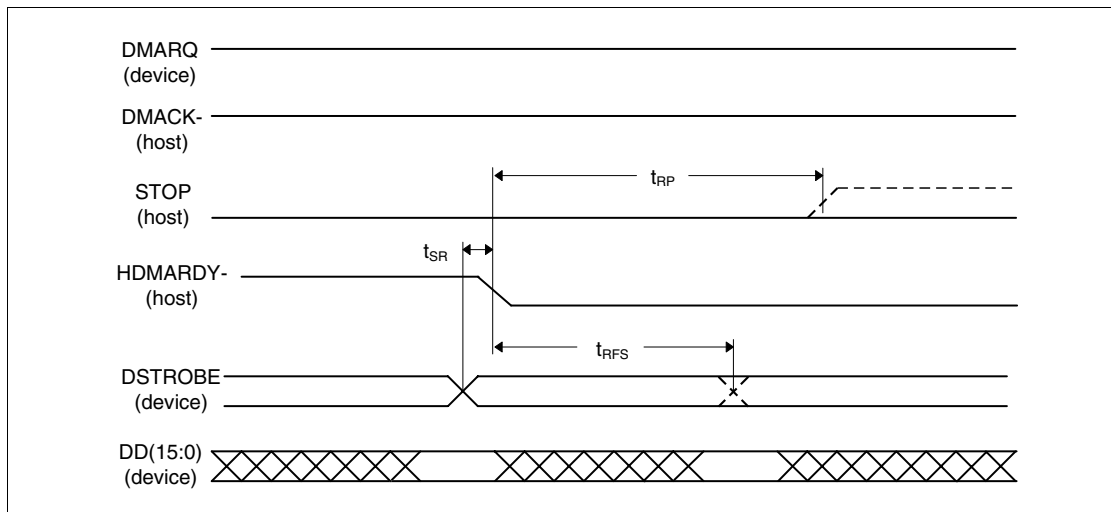 DMARQ
(device)
DMACK-
(host)
STOP
(host)
tRP
tSR
HDMARDY-
(host)
tRFS
DSTROBE
(device)
DD(15:0)
(device)